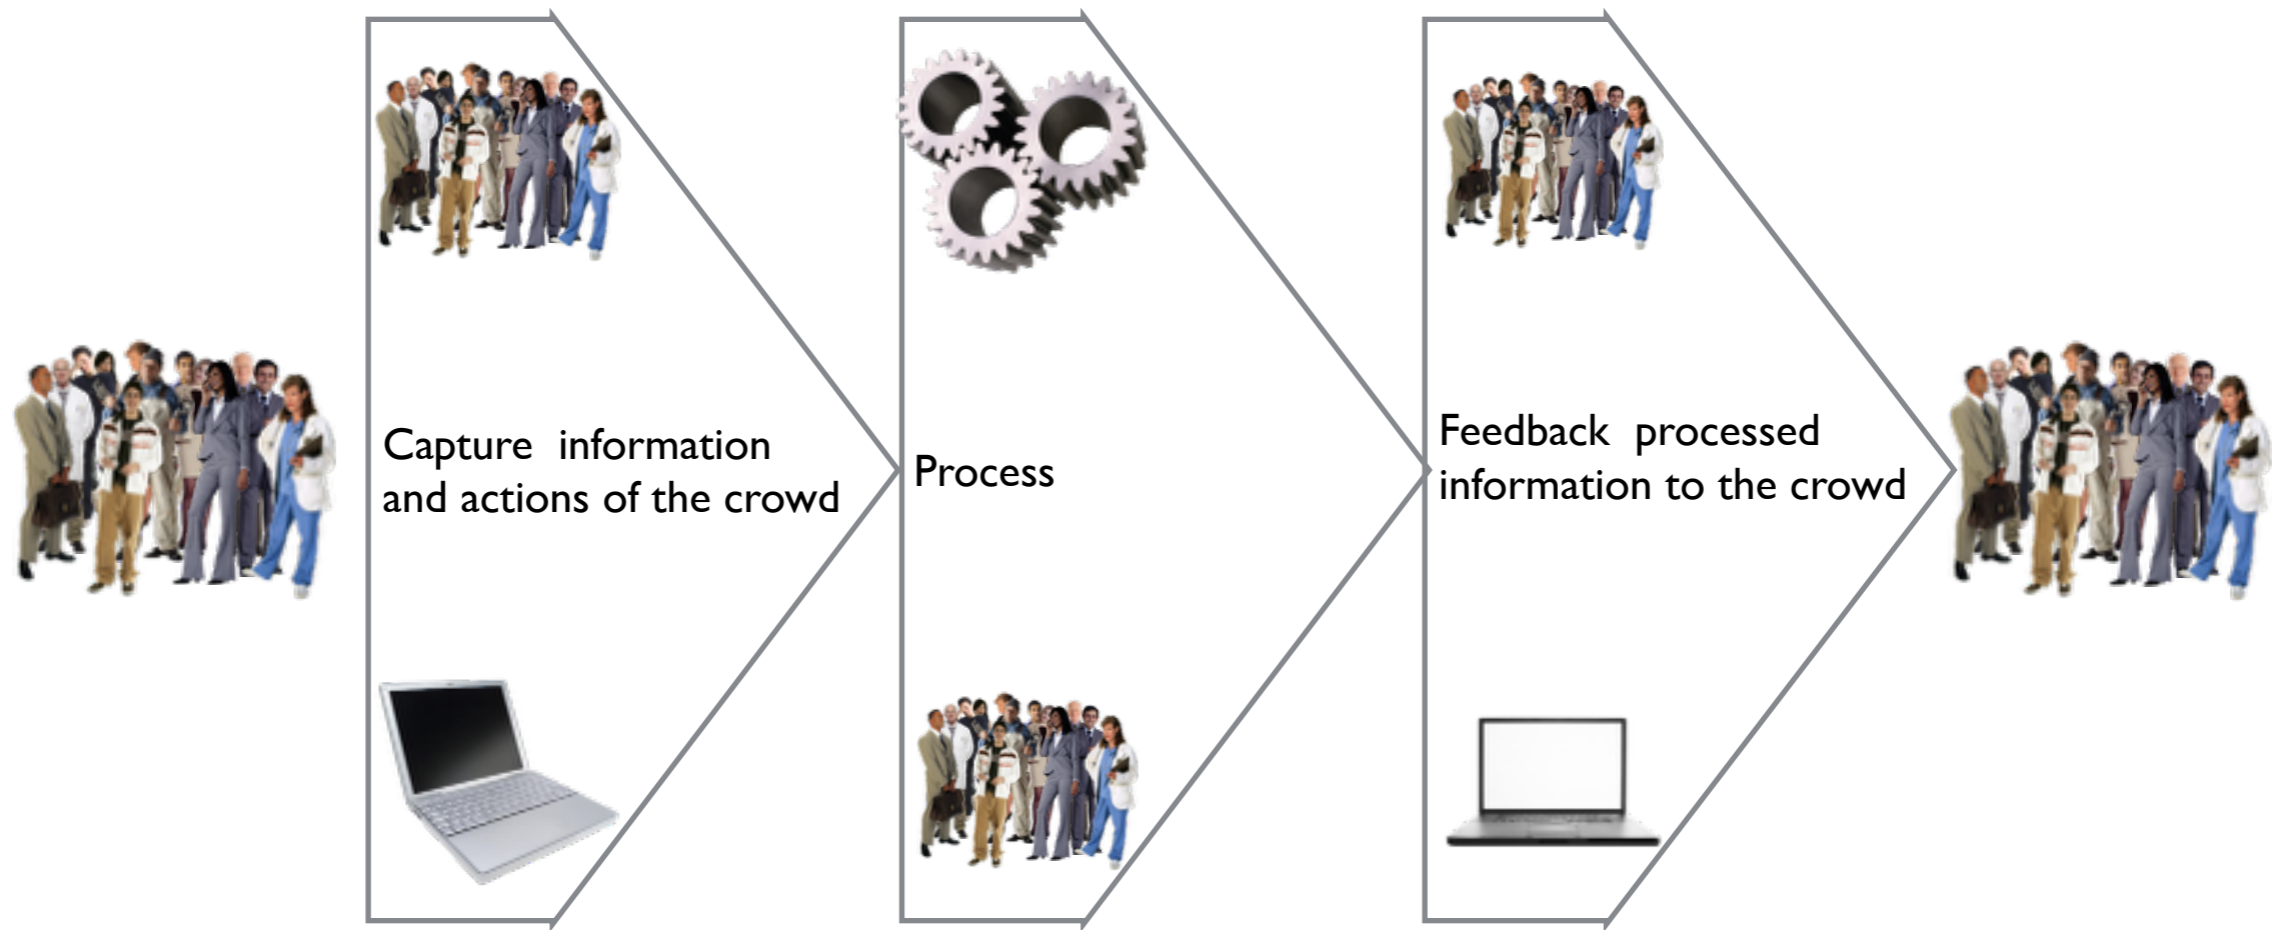 Capture  information
and actions of the crowd
Process
Feedback  processed
information to the crowd